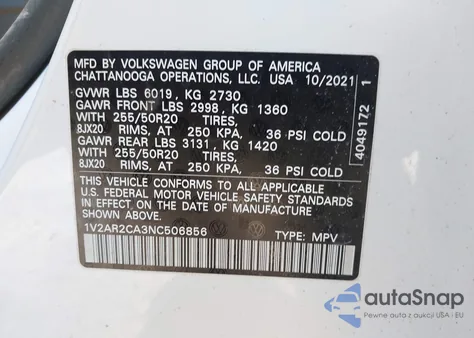 MFD BY VOLKSWAGEN GROUP OF AMERICA
CHATTANOOGA OPERATIONS, LLC. USA 10/2021
GVWR LBS 6019, KG 2730
GAWR FRONT LBS 2998, KG 1360
WITH 255/50R20 TIRES,
8JX20 RIMS, AT 250 KPA, 36 PSI COLD
GAWR REAR LBS 3131, KG 1420
WITH 255/50R20 TIRES,
8JX20 RIMS, AT 250 KPA, 36 PSI COLD
THIS VEHICLE CONFORMS TO ALL APPLICABLE
U.S. FEDERAL MOTOR VEHICLE SAFETY STANDARDS
IN EFFECT ON THE DATE OF MANUFACTURE
SHOWN ABOVE
1V2AR2CA3NC506856 TYPE: MPV
4049172 1
autoSnap
Pewne auta z aukcji USA i EU